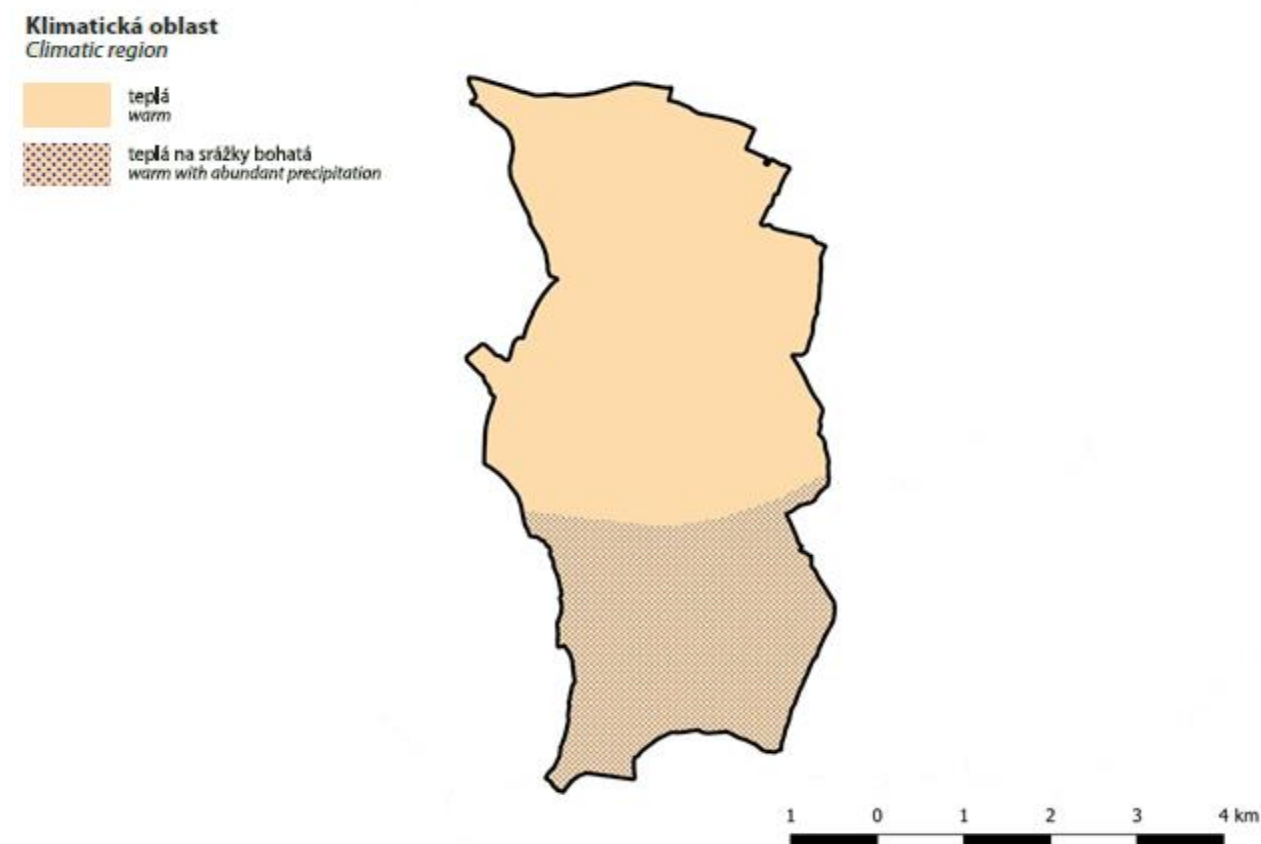 Klimatická oblast
Climatic region
teplá
warm
teplá na srážky bohatá
warm with abundant precipitation
1 0 1 2 3 4 km